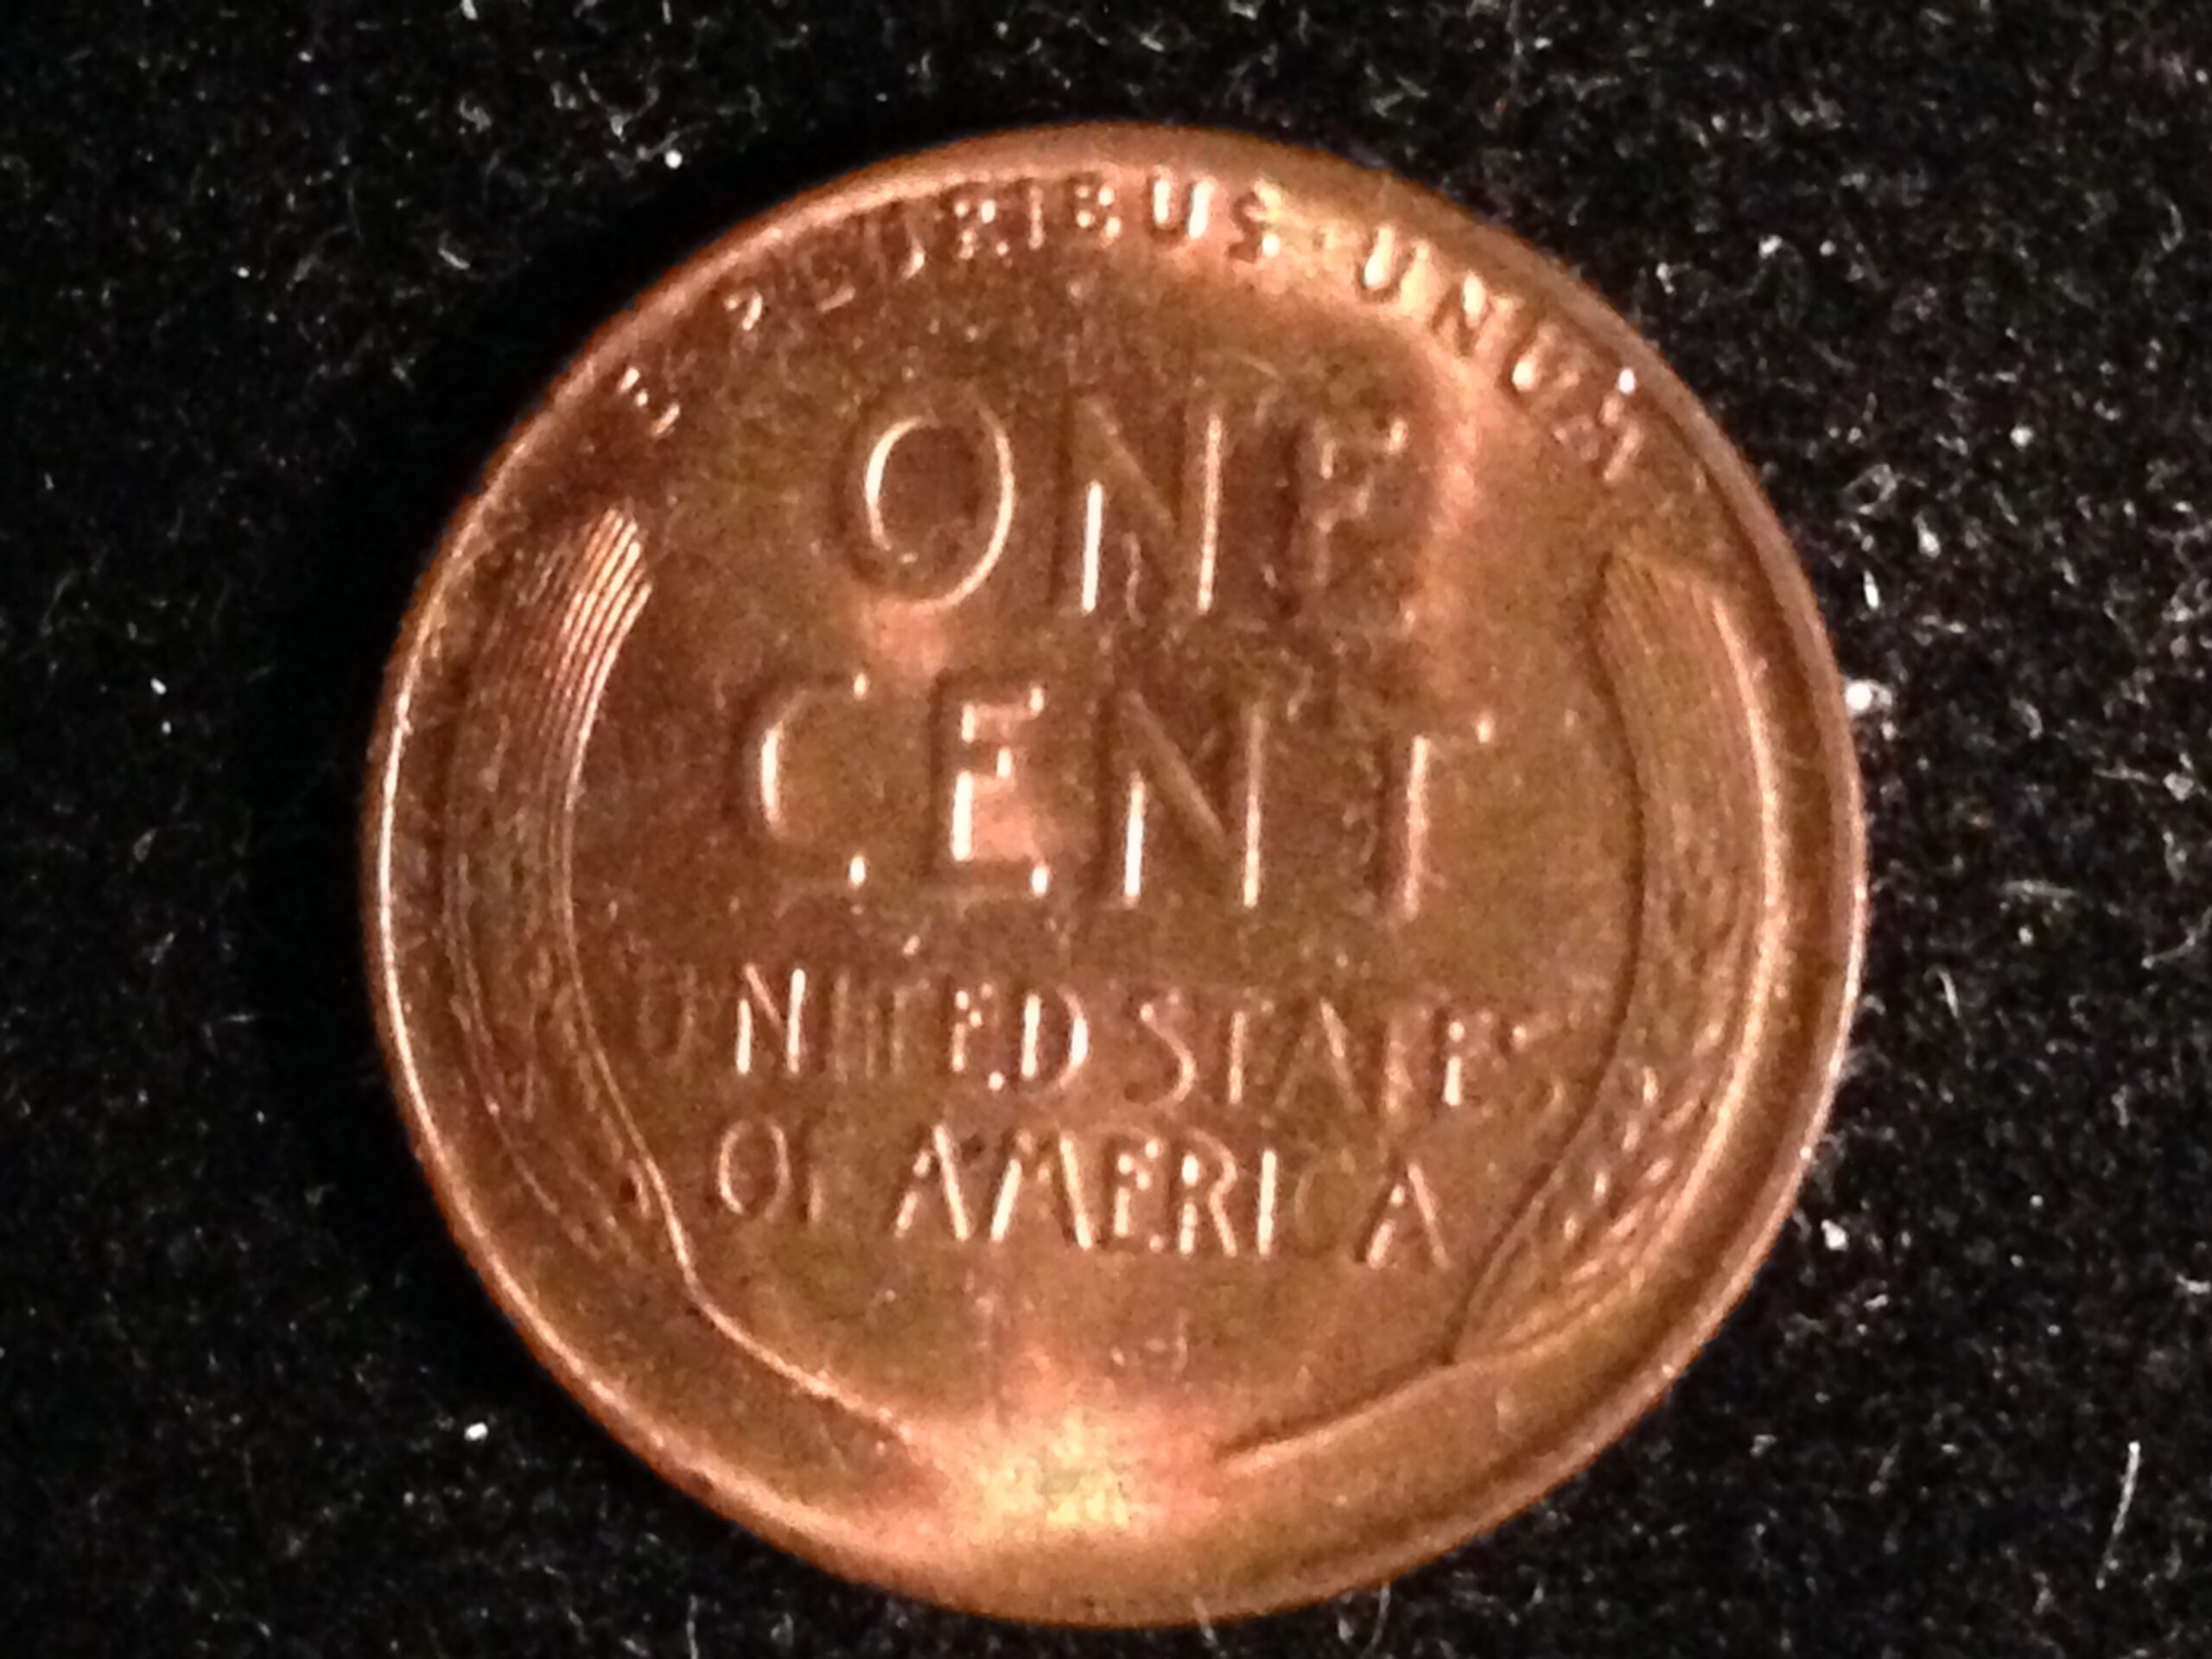 E PLURIBUS · UNUM
ONE
CENT
UNITED STATES
OF AMERICA